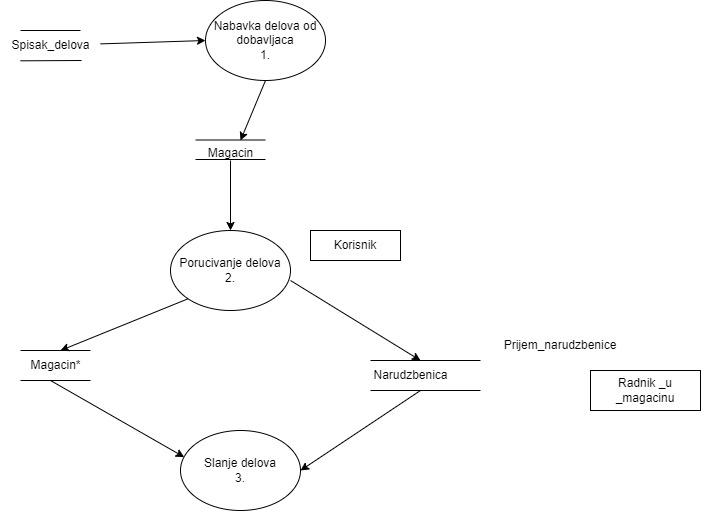 Nabavka delova od
dobavljaca
1.
Spisak_delova
Magacin
Korisnik
Porucivanje delova
2.
Prijem_narudzbenice
Magacin*
Narudzbenica
Radnik _u
_magacinu
Slanje delova
3.